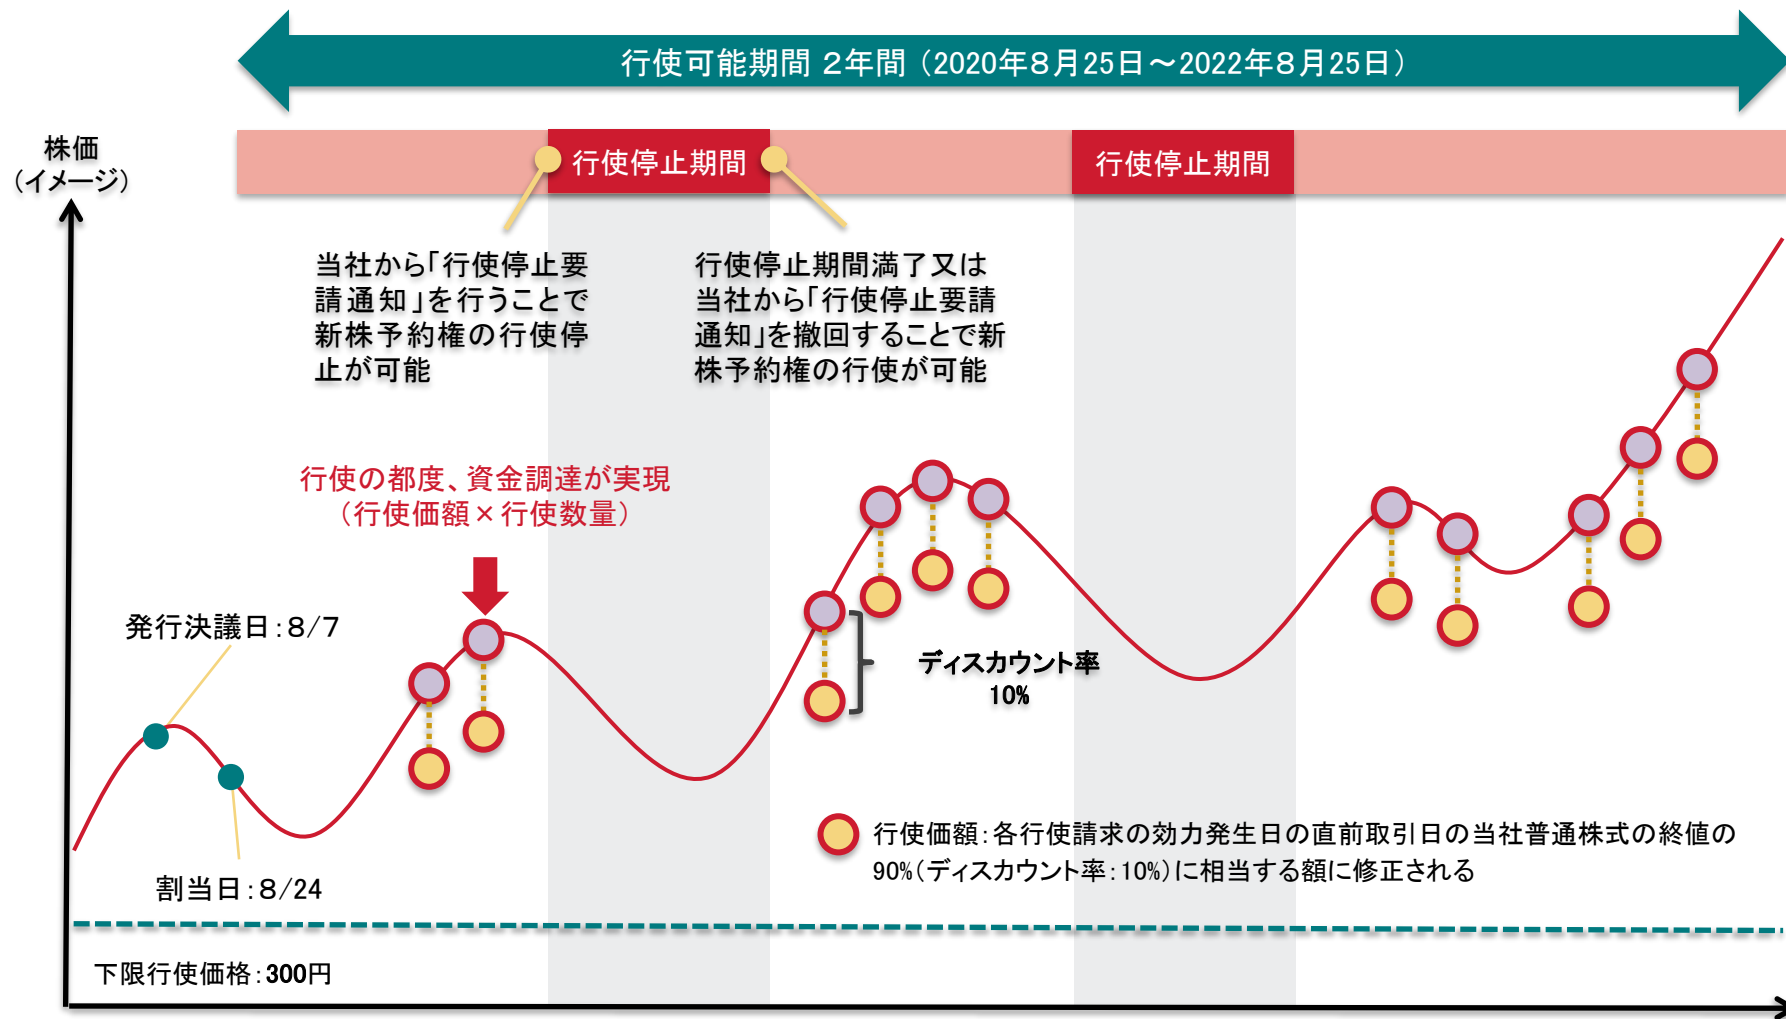 行使可能期間 2年間（2020年８月25日～2022年８月25日）
株価
（イメージ）
行使停止期間
行使停止期間
当社から「行使停止要
請通知」を行うことで
新株予約権の行使停
止が可能
行使停止期間満了又は
当社から「行使停止要請
通知」を撤回することで新
株予約権の行使が可能
行使の都度、資金調達が実現
（行使価額×行使数量）
発行決議日：８/７
ディスカウント率
10%
割当日：８/24
行使価額：各行使請求の効力発生日の直前取引日の当社普通株式の終値の
90%（ディスカウント率：10%）に相当する額に修正される
下限行使価格：300円